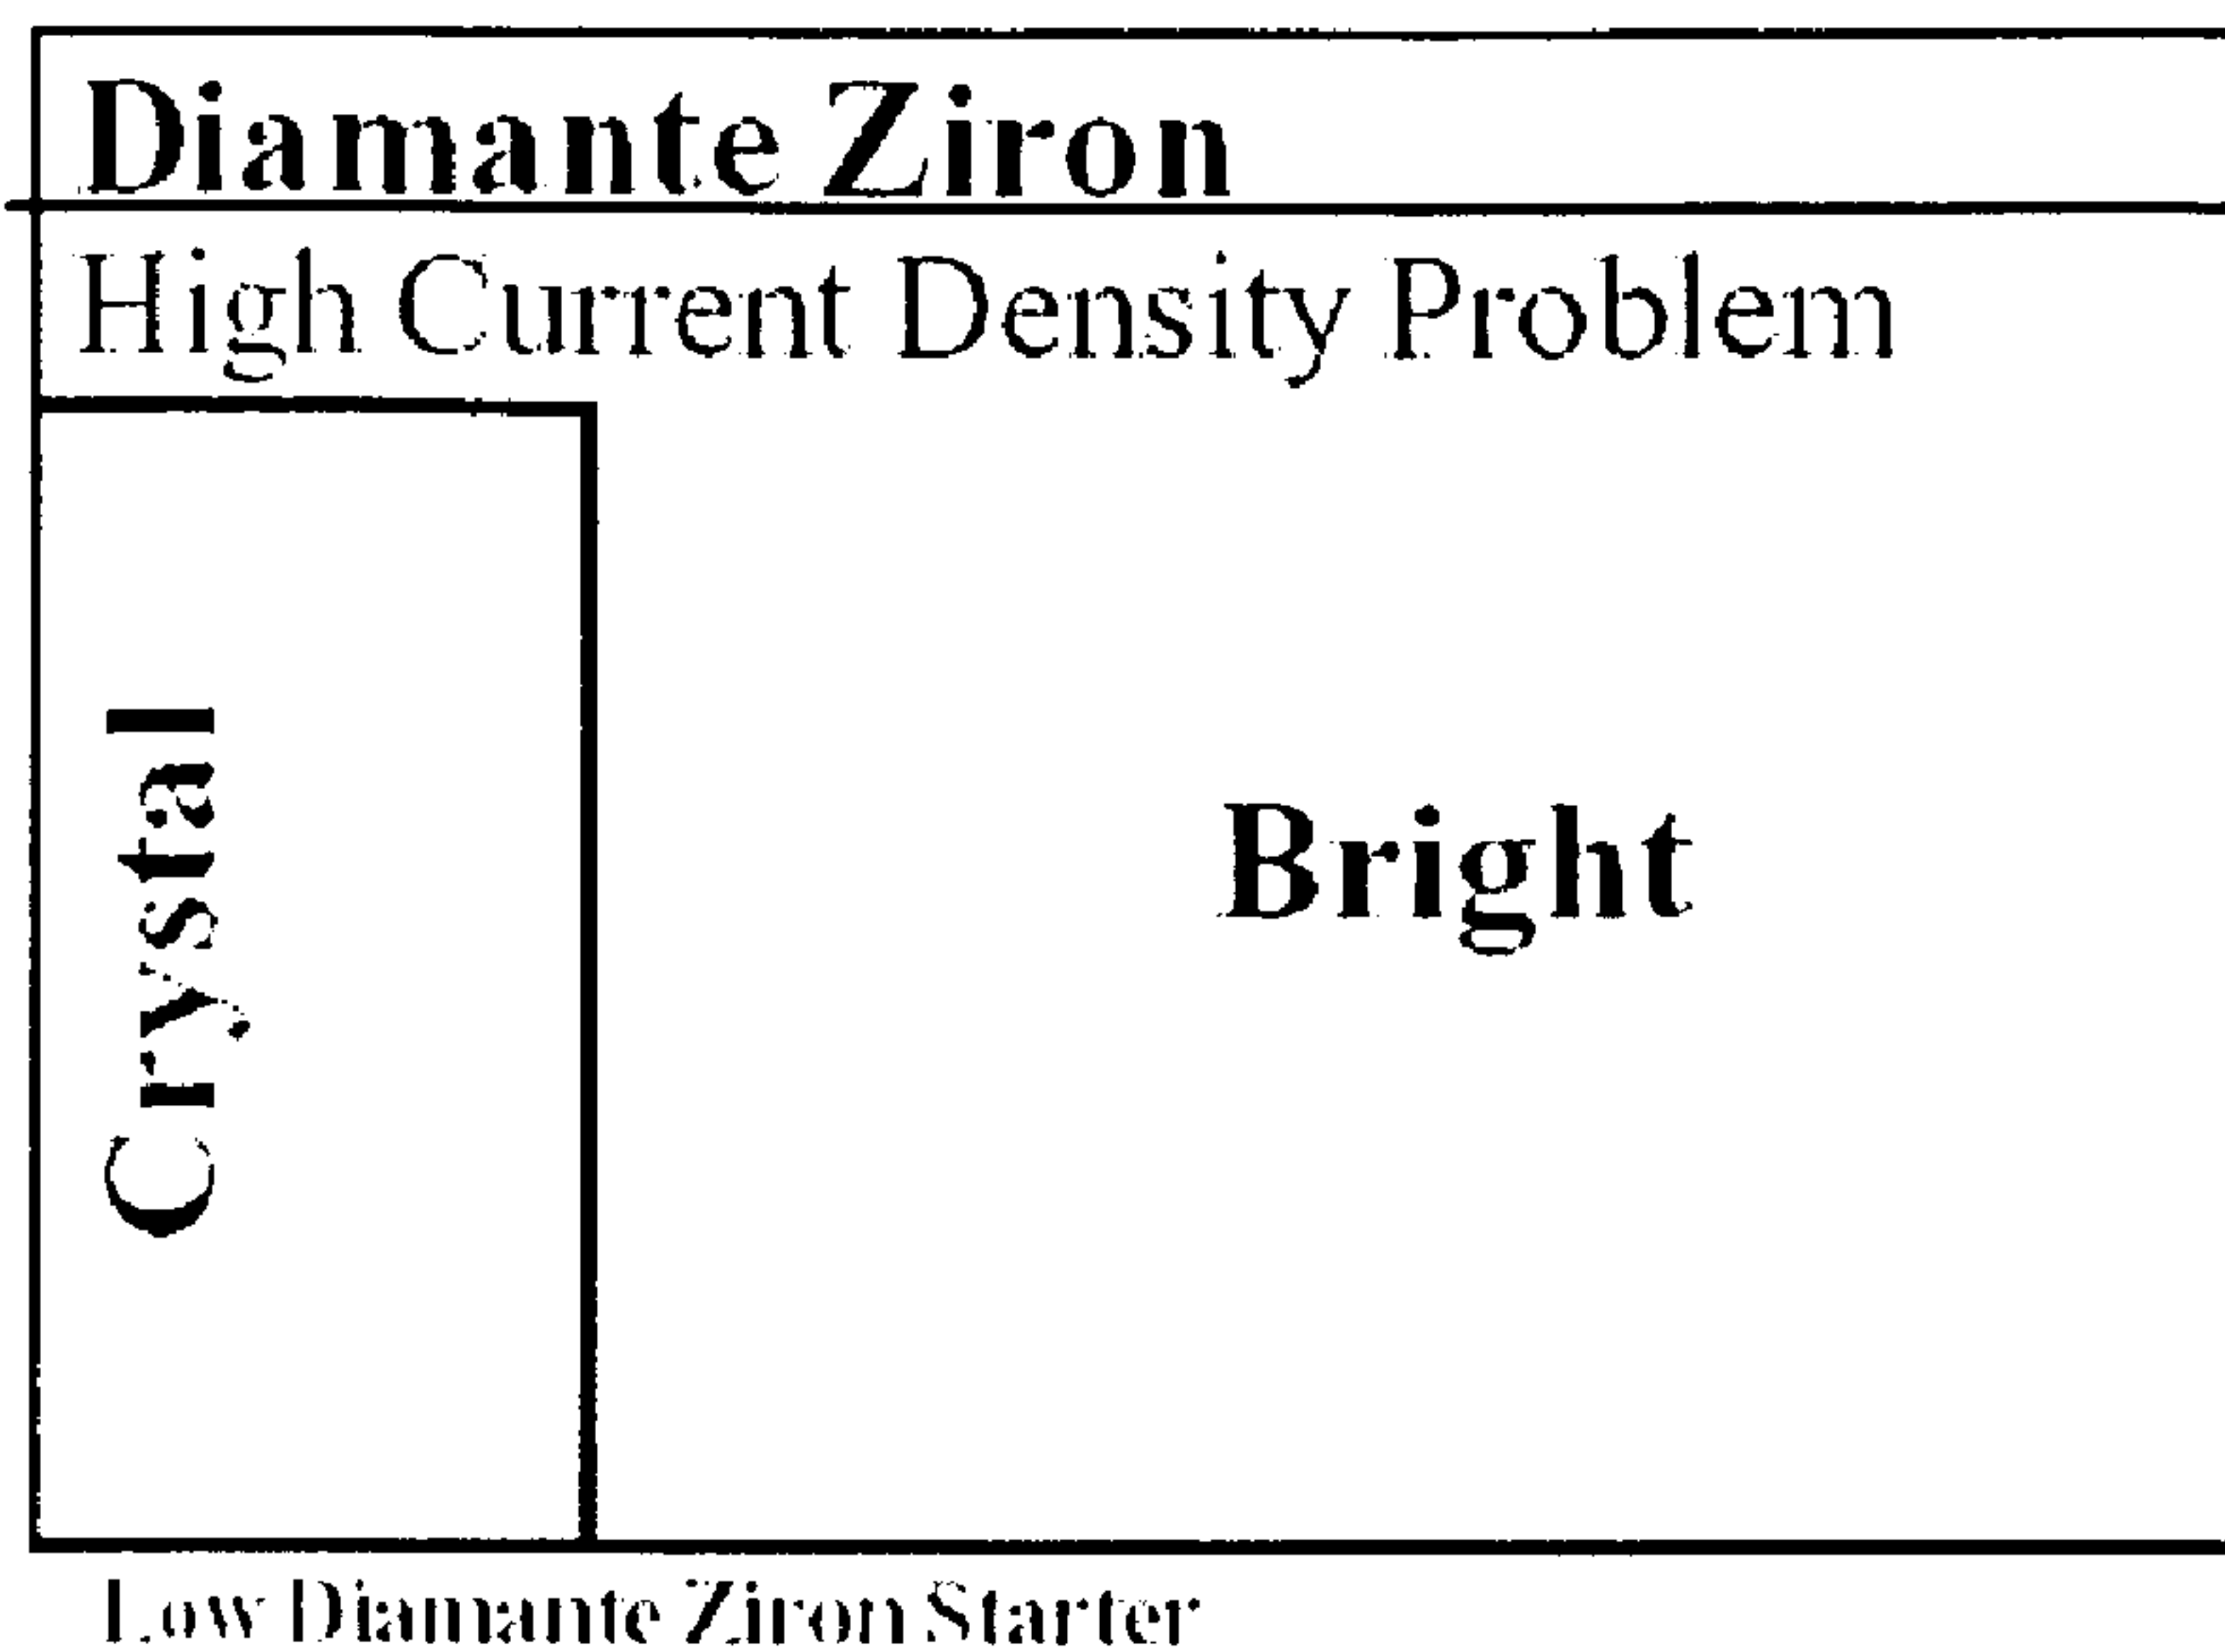 Diamante Ziron
High Current Density Problem
Crystal
Bright
Low Diamante Ziron Starter